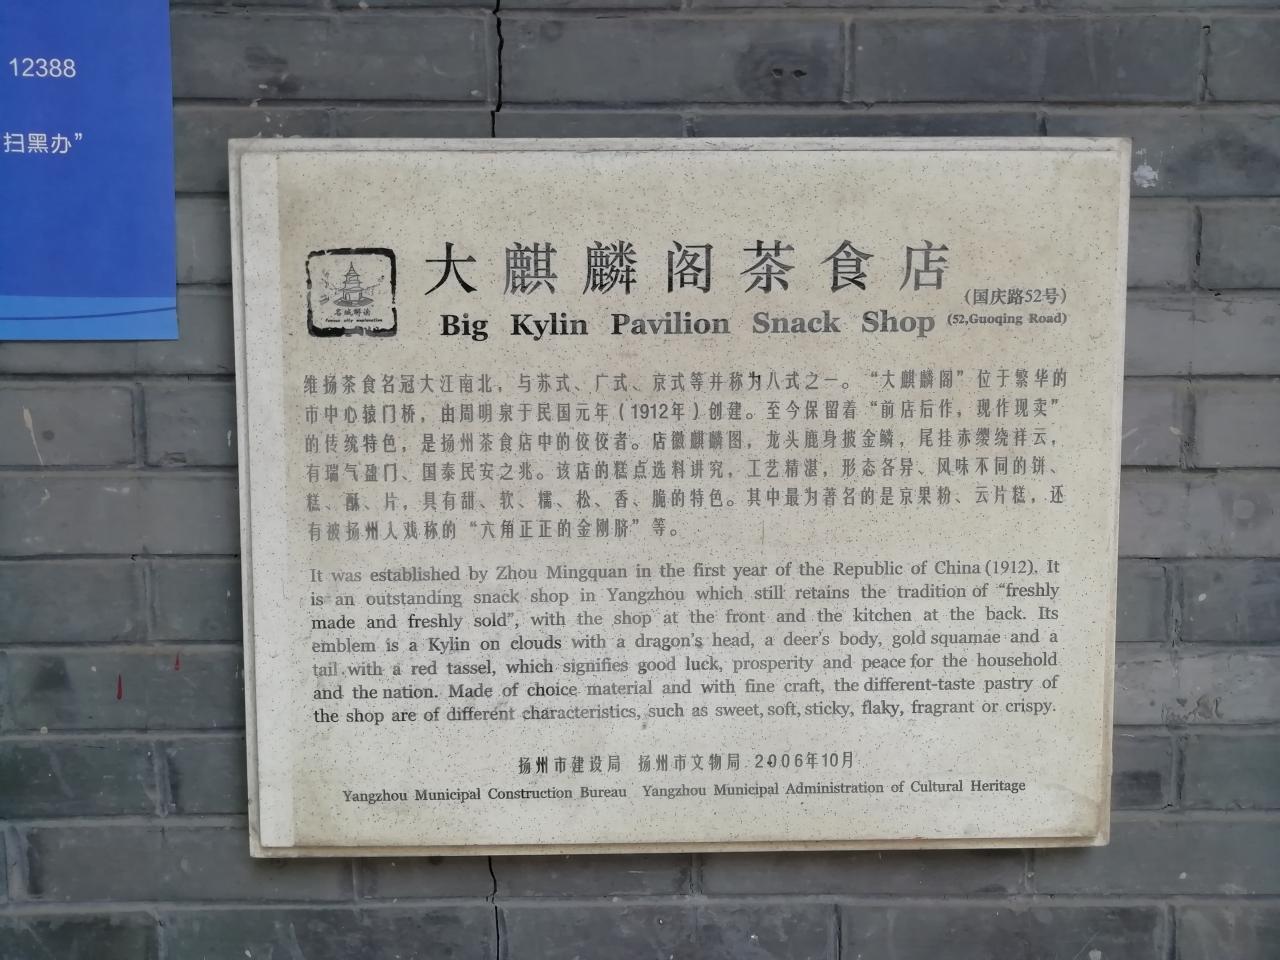 12388
扫黑办”
大麒麟阁茶食店
(国庆路52号)
Big Kylin Pavilion Snack Shop (52,Guoqing Road)
名城解读
Famous city explanation
维扬茶食名冠大江南北，与苏式、广式、京式等并称为八式之一。“大麒麟阁”位于繁华的
市中心辕门桥，由周明泉于民国元年(1912年)创建。至今保留着“前店后作，现作现卖”
的传统特色，是扬州茶食店中的佼佼者。店徽麒麟图，龙头鹿身披金鳞，尾挂赤缨绕祥云，
有瑞气盈门、国泰民安之兆。该店的糕点选料讲究，工艺精湛，形态各异、风味不同的饼、
糕、酥、片，具有甜、软、糯、松、香、脆的特色。其中最为著名的是京果粉、云片糕，还
有被扬州人戏称的“六角正正的金刚脐”等。
It was established by Zhou Mingquan in the first year of the Republic of China (1912). It
is an outstanding snack shop in Yangzhou which still retains the tradition of “freshly
made and freshly sold”, with the shop at the front and the kitchen at the back. Its
emblem is a Kylin on clouds with a dragon's head, a deer's body, gold squamae and a
tail with a red tassel, which signifies good luck, prosperity and peace for the household
and the nation. Made of choice material and with fine craft, the different-taste pastry of
the shop are of different characteristics, such as sweet, soft, sticky, flaky, fragrant or crispy.
扬州市建设局 扬州市文物局 2006年10月
Yangzhou Municipal Construction Bureau Yangzhou Municipal Administration of Cultural Heritage